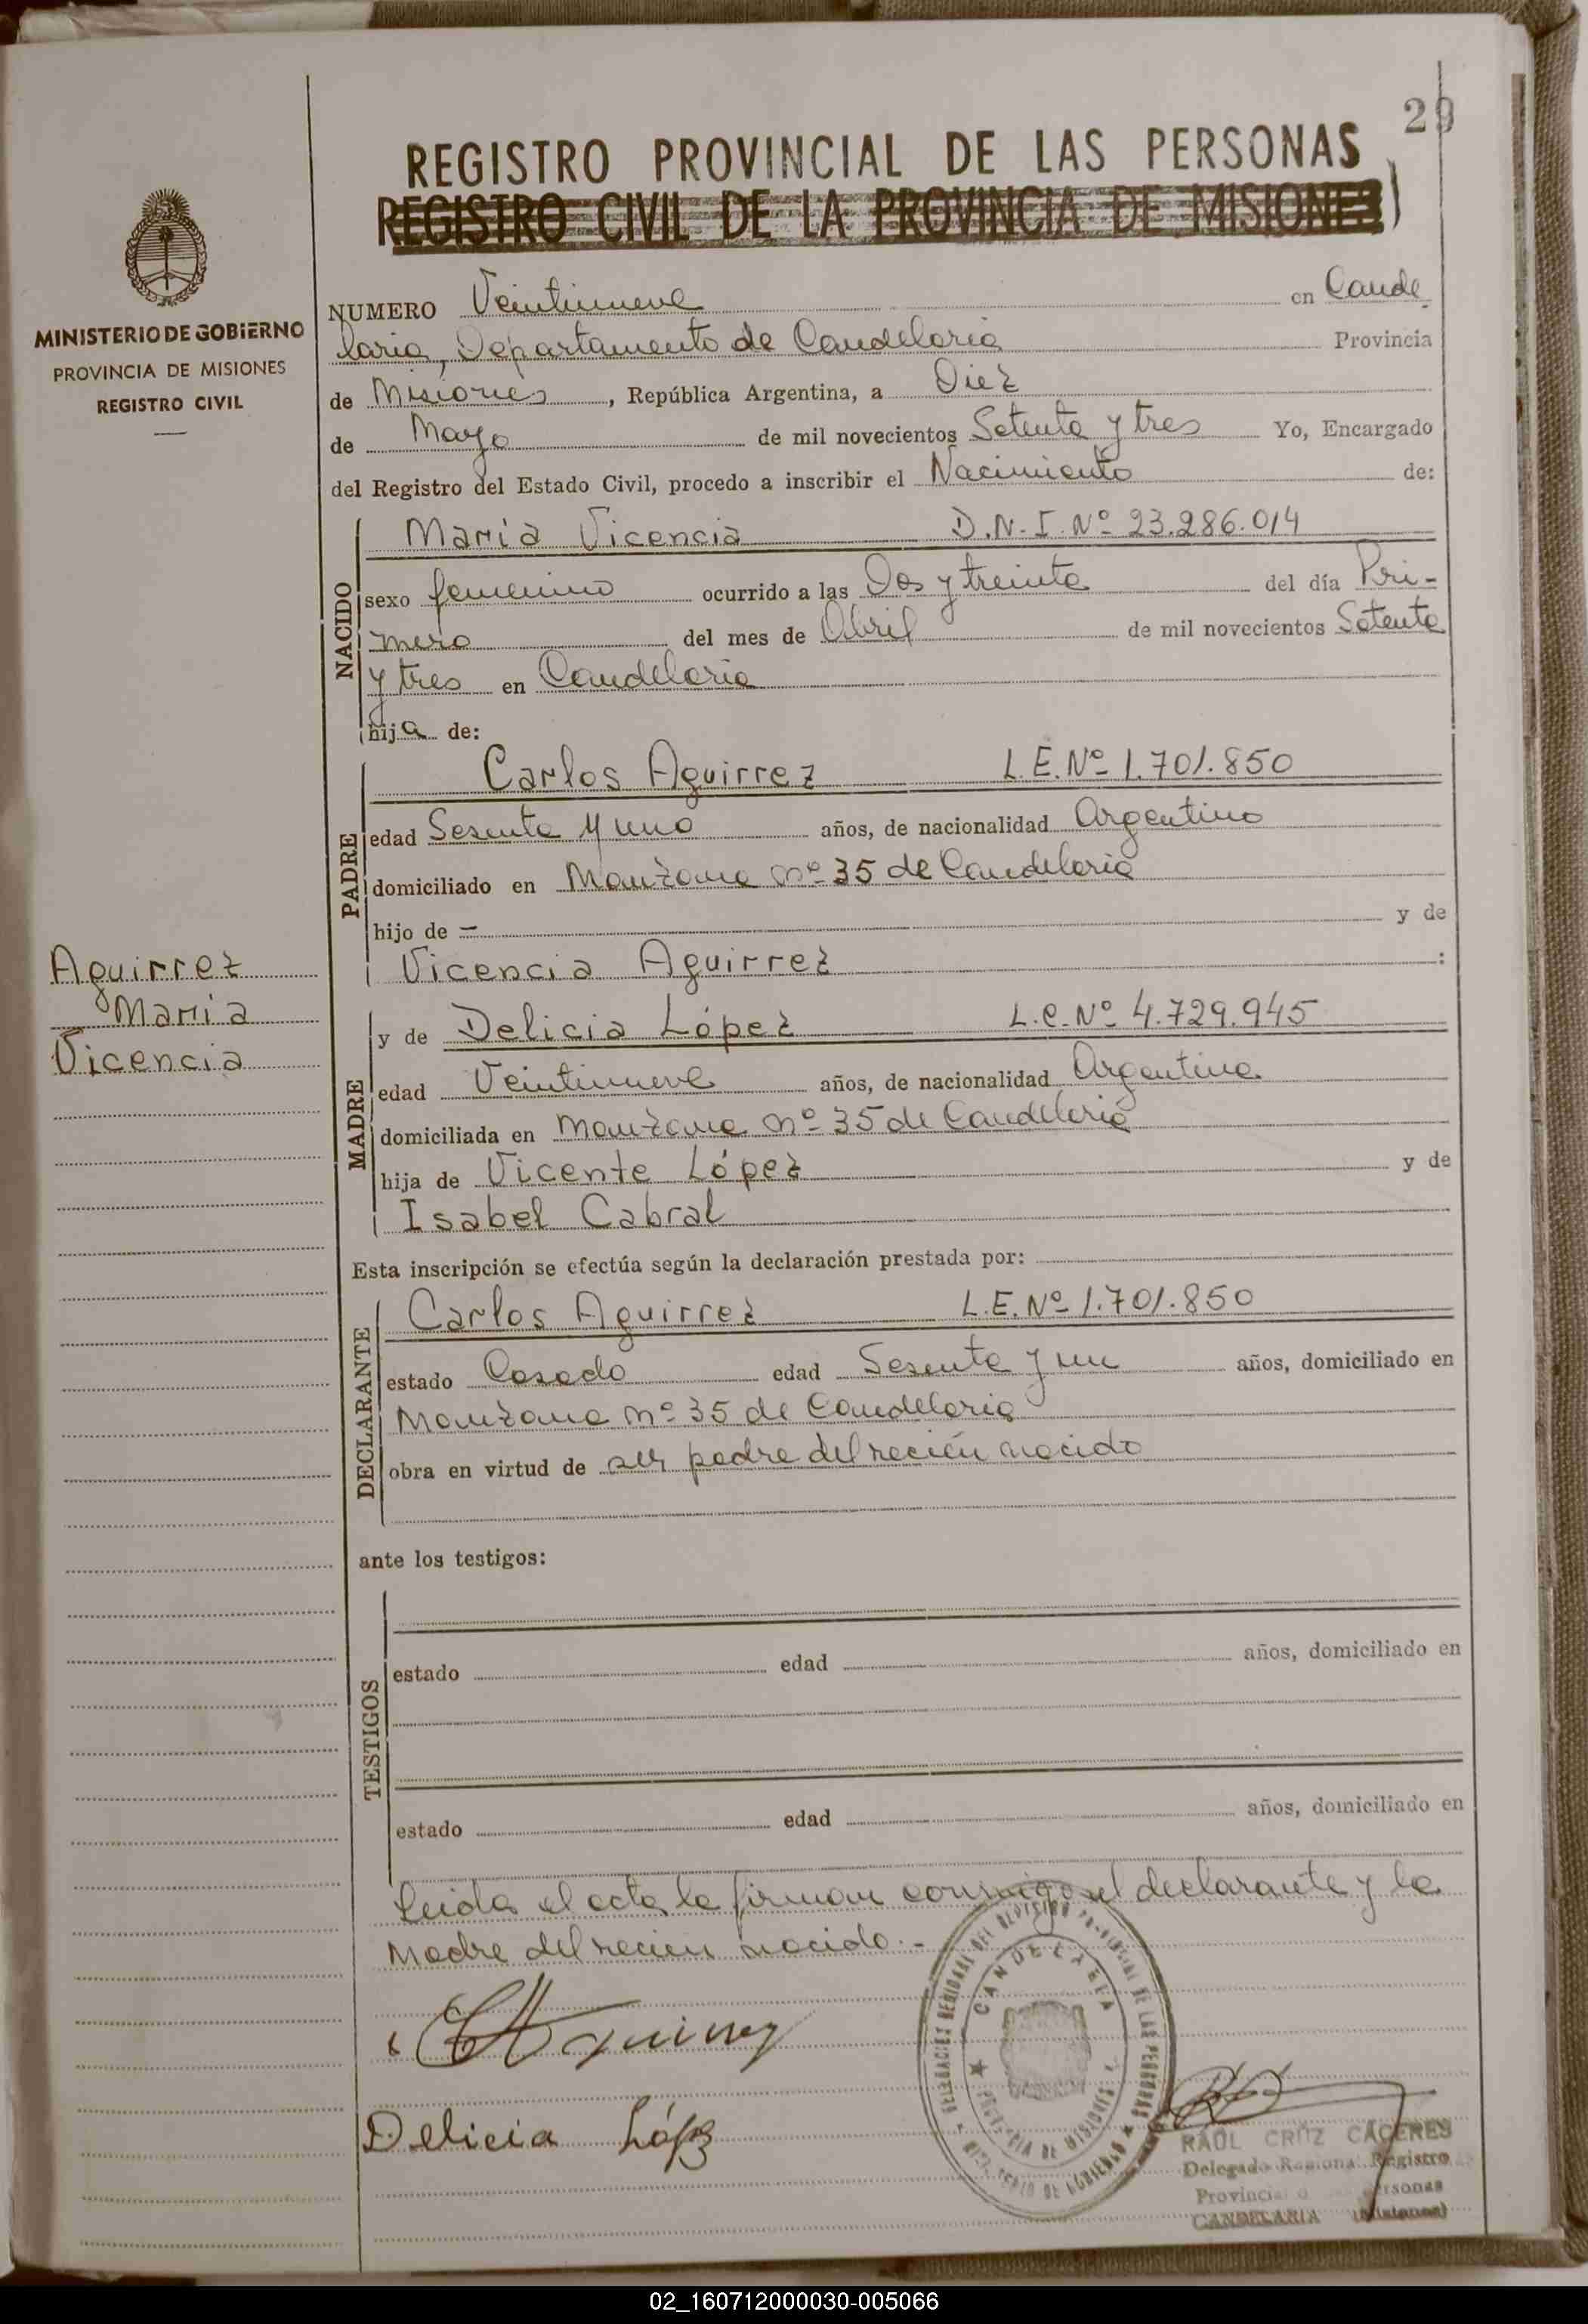 29
REGISTRO PROVINCIAL DE LAS PERSONAS
REGISTRO CIVIL DE LA PROVINCIA DE MISIONES
MINISTERIO DE GOBIERNO
PROVINCIA DE MISIONES
REGISTRO CIVIL
NUMERO Veintinueve en Cande
laria, Departamento de Candelaria Provincia
de Misiones, República Argentina, a Diez
de Mayo de mil novecientos Setenta y tres Yo, Encargado
del Registro del Estado Civil, procedo a inscribir el Nacimiento de:
NACIDO
María Vicencia D.N.I. Nº 23.286.014
sexo femenino ocurrido a las Dos y treinta del día Pri-
mero del mes de Abril de mil novecientos Setenta
y tres en Candelaria
hija de:
PADRE
Carlos Aguirrez L.E. Nº 1.701.850
edad Sesenta y uno años, de nacionalidad Argentino
domiciliado en Manzana nº 35 de Candelaria
hijo de — y de
Vicencia Aguirrez :
Aguirrez
Maria
Vicencia
MADRE
y de Delicia López L.C. Nº 4.729.945
edad Veintinueve años, de nacionalidad Argentina
domiciliada en Manzana nº 35 de Candelaria
hija de Vicente López y de
Isabel Cabral
Esta inscripción se efectúa según la declaración prestada por:
DECLARANTE
Carlos Aguirrez L.E. Nº 1.701.850
estado Casado edad Sesenta y un años, domiciliado en
Manzana nº 35 de Candelaria
obra en virtud de ser padre del recién nacido
ante los testigos:
TESTIGOS
estado edad años, domiciliado en
estado edad años, domiciliado en
Leida el acta la firman conmigo el declarante y la
Madre del recien nacido.-
CANDELARIA
PROVINCIA DE MISIONES
Delicia López
RAÚL CRUZ CÁCERES
Delegado Regional Registro
Provincial
CANDELARIA (Misiones)
02_160712000030-005066